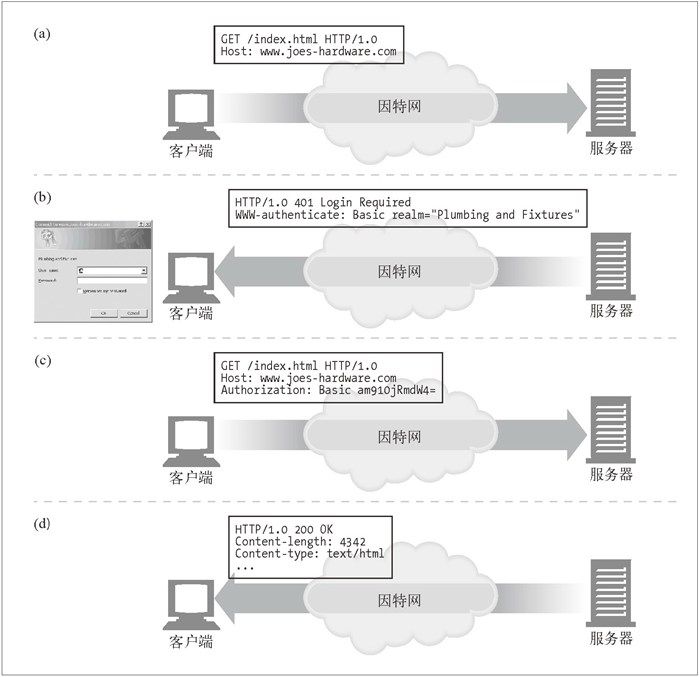 (a)
GET /index.html HTTP/1.0
Host: www.joes-hardware.com
因特网
客户端
服务器
(b)
HTTP/1.0 401 Login Required
WWW-authenticate: Basic realm="Plumbing and Fixtures"
User name:
Password:
OK
Cancel
因特网
客户端
服务器
(c)
GET /index.html HTTP/1.0
Host: www.joes-hardware.com
Authorization: Basic am910jRmdW4=
因特网
客户端
服务器
(d)
HTTP/1.0 200 OK
Content-length: 4342
Content-type: text/html
...
因特网
客户端
服务器